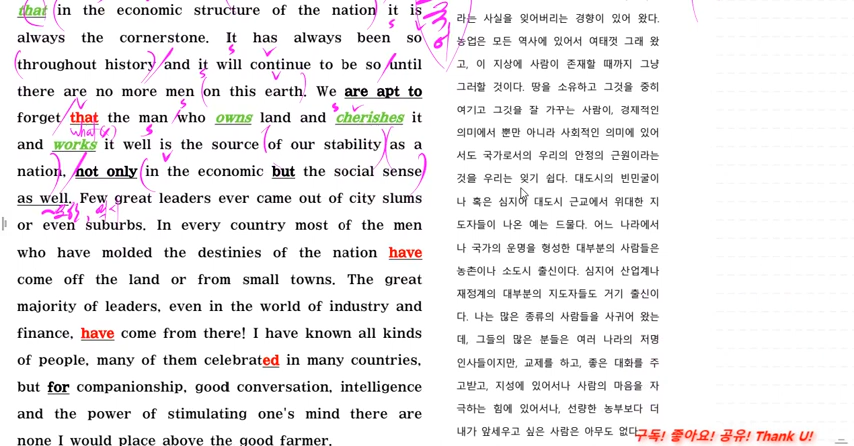 that in the economic structure of the nation it is
always the cornerstone. It has always been so
throughout history and it will continue to be so until
there are no more men on this earth. We are apt to
forget that the man who owns land and cherishes it
what(x)
and works it well is the source of our stability as a
nation, not only in the economic but the social sense
as well. Few great leaders ever came out of city slums
or even suburbs. In every country most of the men
who have molded the destinies of the nation have
come off the land or from small towns. The great
majority of leaders, even in the world of industry and
finance, have come from there! I have known all kinds
of people, many of them celebrated in many countries,
but for companionship, good conversation, intelligence
and the power of stimulating one's mind there are
none I would place above the good farmer.
라는 사실을 잊어버리는 경향이 있어 왔다.
농업은 모든 역사에 있어서 여태껏 그래 왔
고, 이 지상에 사람이 존재할 때까지 그냥
그러할 것이다. 땅을 소유하고 그것을 중히
여기고 그것을 잘 가꾸는 사람이, 경제적인
의미에서 뿐만 아니라 사회적인 의미에 있어
서도 국가로서의 우리의 안정의 근원이라는
것을 우리는 잊기 쉽다. 대도시의 빈민굴이
나 혹은 심지어 대도시 근교에서 위대한 지
도자들이 나온 예는 드물다. 어느 나라에서
나 국가의 운명을 형성한 대부분의 사람들은
농촌이나 소도시 출신이다. 심지어 산업계나
재정계의 대부분의 지도자들도 거기 출신이
다. 나는 많은 종류의 사람들을 사귀어 왔는
데, 그들의 많은 분들은 여러 나라의 저명
인사들이지만, 교제를 하고, 좋은 대화를 주
고받고, 지성에 있어서나 사람의 마음을 자
극하는 힘에 있어서나, 선량한 농부보다 더
내가 앞세우고 싶은 사람은 아무도 없다.
구독! 좋아요! 공유! Thank U!